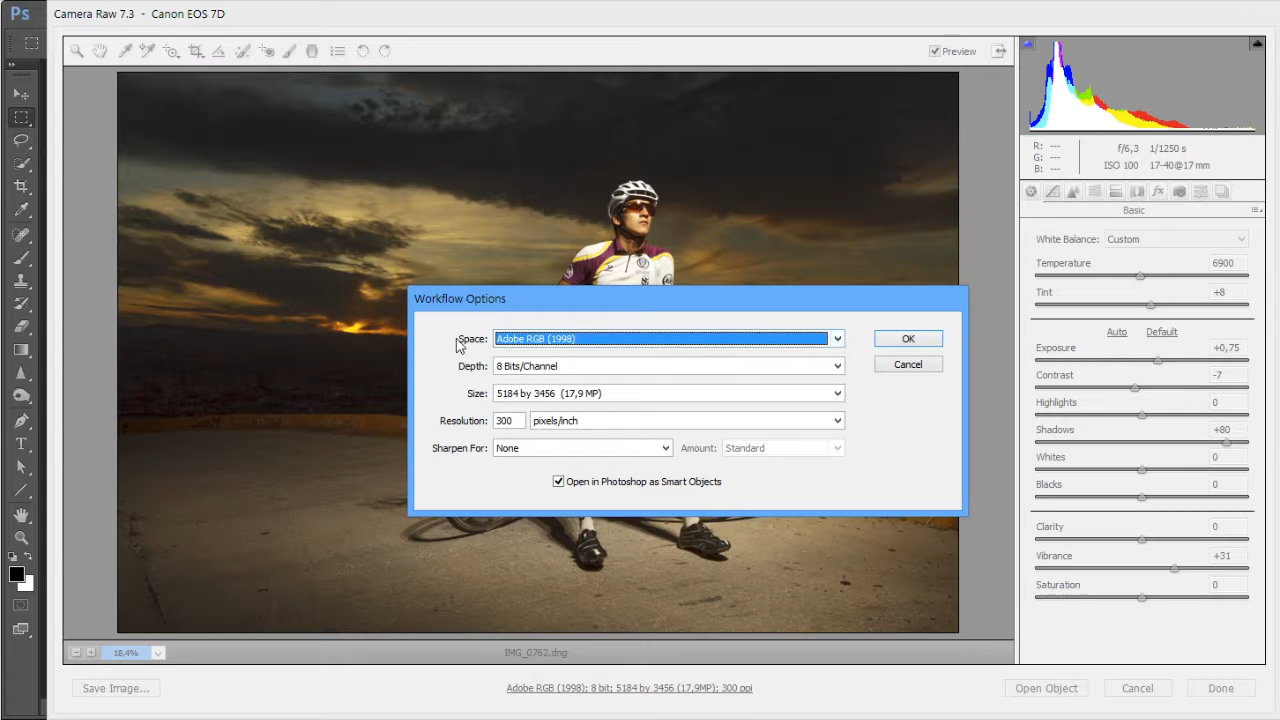 Ps
Camera Raw 7.3 - Canon EOS 7D
Preview
R: ---
G: ---
B: ---
f/6,3 1/1250 s
ISO 100 17-40@17 mm
Basic
White Balance: Custom
Temperature 6900
Tint +8
Auto Default
Exposure +0,75
Contrast -7
Highlights 0
Shadows +80
Whites 0
Blacks 0
Clarity 0
Vibrance +31
Saturation 0
Workflow Options
Space: Adobe RGB (1998) OK
Depth: 8 Bits/Channel Cancel
Size: 5184 by 3456 (17,9 MP)
Resolution: 300 pixels/inch
Sharpen For: None Amount: Standard
Open in Photoshop as Smart Objects
18,4% IMG_0762.dng
Save Image... Adobe RGB (1998); 8 bit; 5184 by 3456 (17,9MP); 300 ppi Open Object Cancel Done